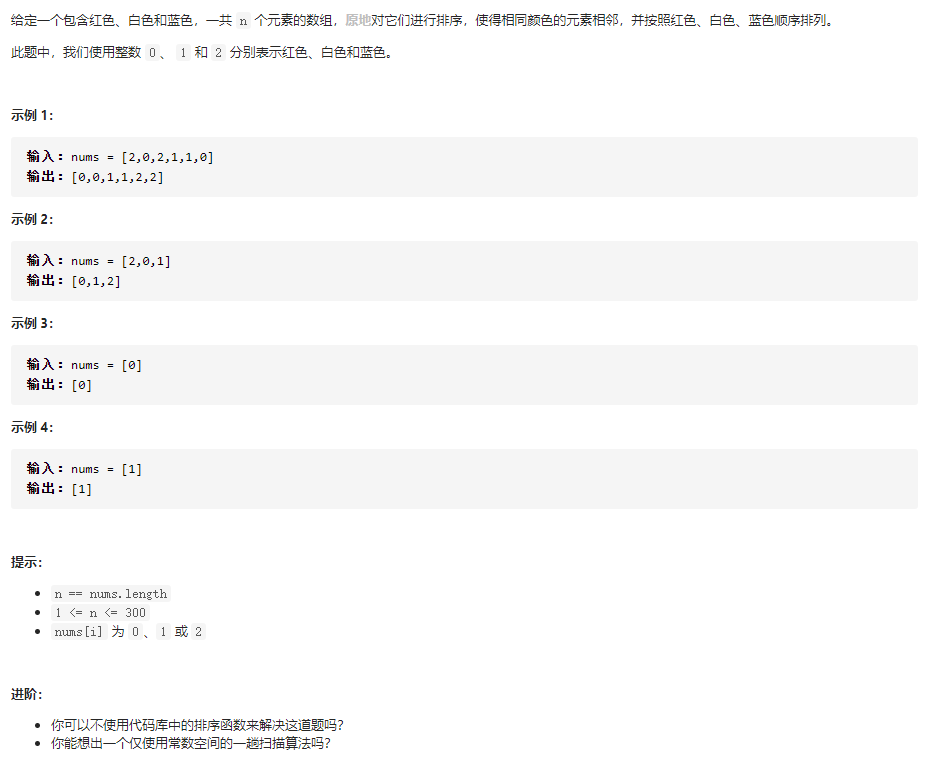 给定一个包含红色、白色和蓝色，一共 n 个元素的数组，原地对它们进行排序，使得相同颜色的元素相邻，并按照红色、白色、蓝色顺序排列。
此题中，我们使用整数 0、 1 和 2 分别表示红色、白色和蓝色。
示例 1：
输入：nums = [2,0,2,1,1,0]
输出：[0,0,1,1,2,2]
示例 2：
输入：nums = [2,0,1]
输出：[0,1,2]
示例 3：
输入：nums = [0]
输出：[0]
示例 4：
输入：nums = [1]
输出：[1]
提示：
n == nums.length
1 <= n <= 300
nums[i] 为 0、1 或 2
进阶：
你可以不使用代码库中的排序函数来解决这道题吗？
你能想出一个仅使用常数空间的一趟扫描算法吗？